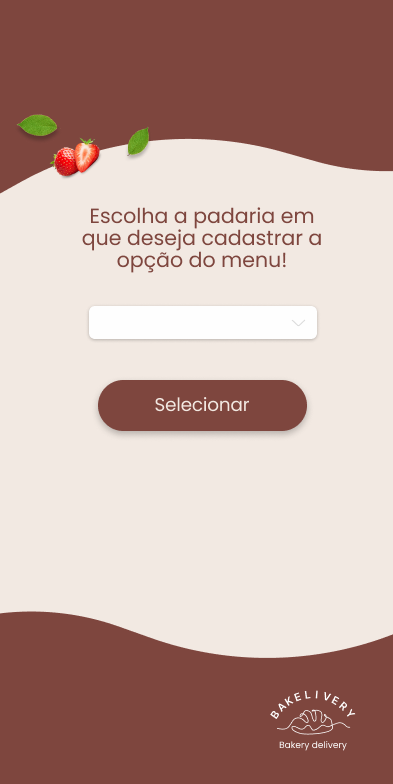 Escolha a padaria em
que deseja cadastrar a
opção do menu!
Selecionar
BAKELIVERY
Bakery delivery